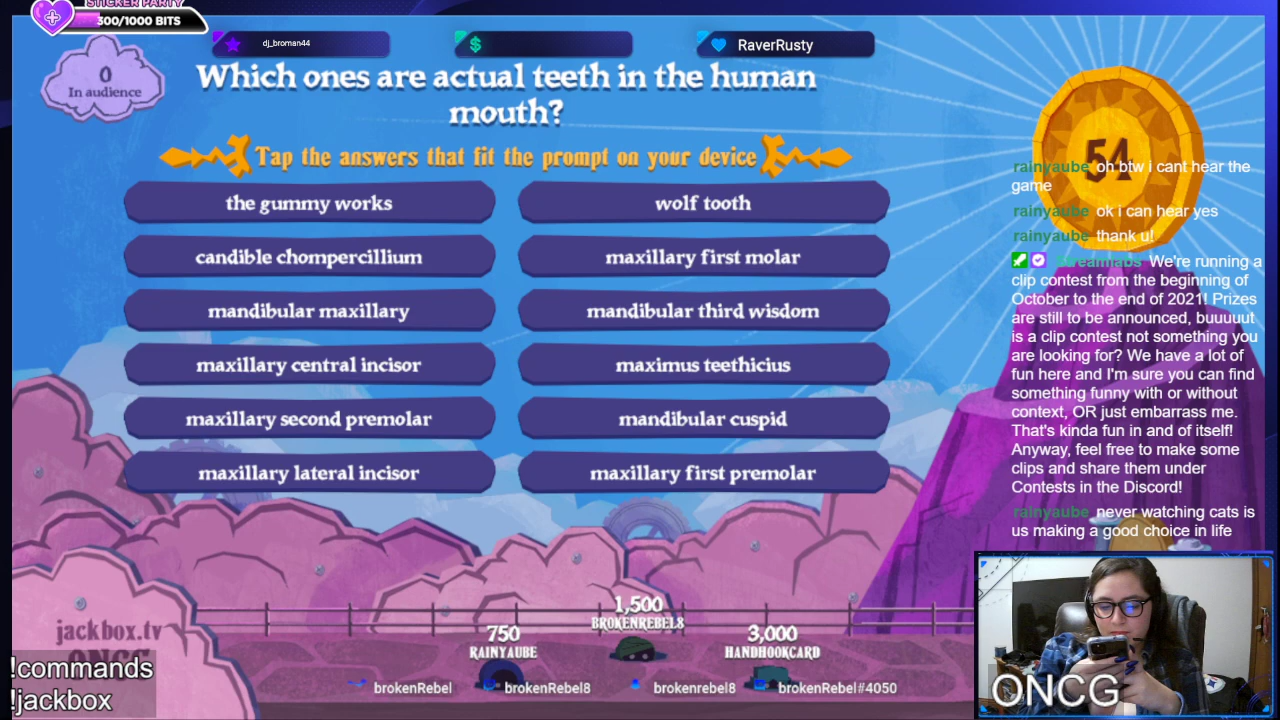 STICKER PARTY
300/1000 BITS
dj_broman44
RaverRusty
0
In audience
Which ones are actual teeth in the human
mouth?
Tap the answers that fit the prompt on your device
54
the gummy works
wolf tooth
candible chompercillium
maxillary first molar
mandibular maxillary
mandibular third wisdom
maxillary central incisor
maximus teethicius
maxillary second premolar
mandibular cuspid
maxillary lateral incisor
maxillary first premolar
rainyaube oh btw i cant hear the
game
rainyaube ok i can hear yes
rainyaube thank u!
Streamlabs We're running a
clip contest from the beginning of
October to the end of 2021! Prizes
are still to be announced, buuuuut
is a clip contest not something you
are looking for? We have a lot of
fun here and I'm sure you can find
something funny with or without
context, OR just embarrass me.
That's kinda fun in and of itself!
Anyway, feel free to make some
clips and share them under
Contests in the Discord!
rainyaube never watching cats is
us making a good choice in life
750
RAINYAUBE
1,500
BROKENREBEL8
3,000
HANDHOOKCARD
jackbox.tv
ONCG
!commands
!jackbox
brokenRebel
brokenRebel8
brokenrebel8
brokenRebel#4050
ONCG